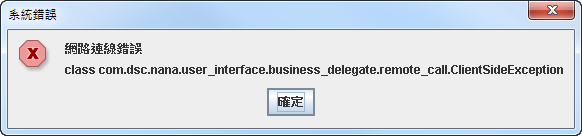 系統錯誤
網路連線錯誤
class com.dsc.nana.user_interface.business_delegate.remote_call.ClientSideException
確定